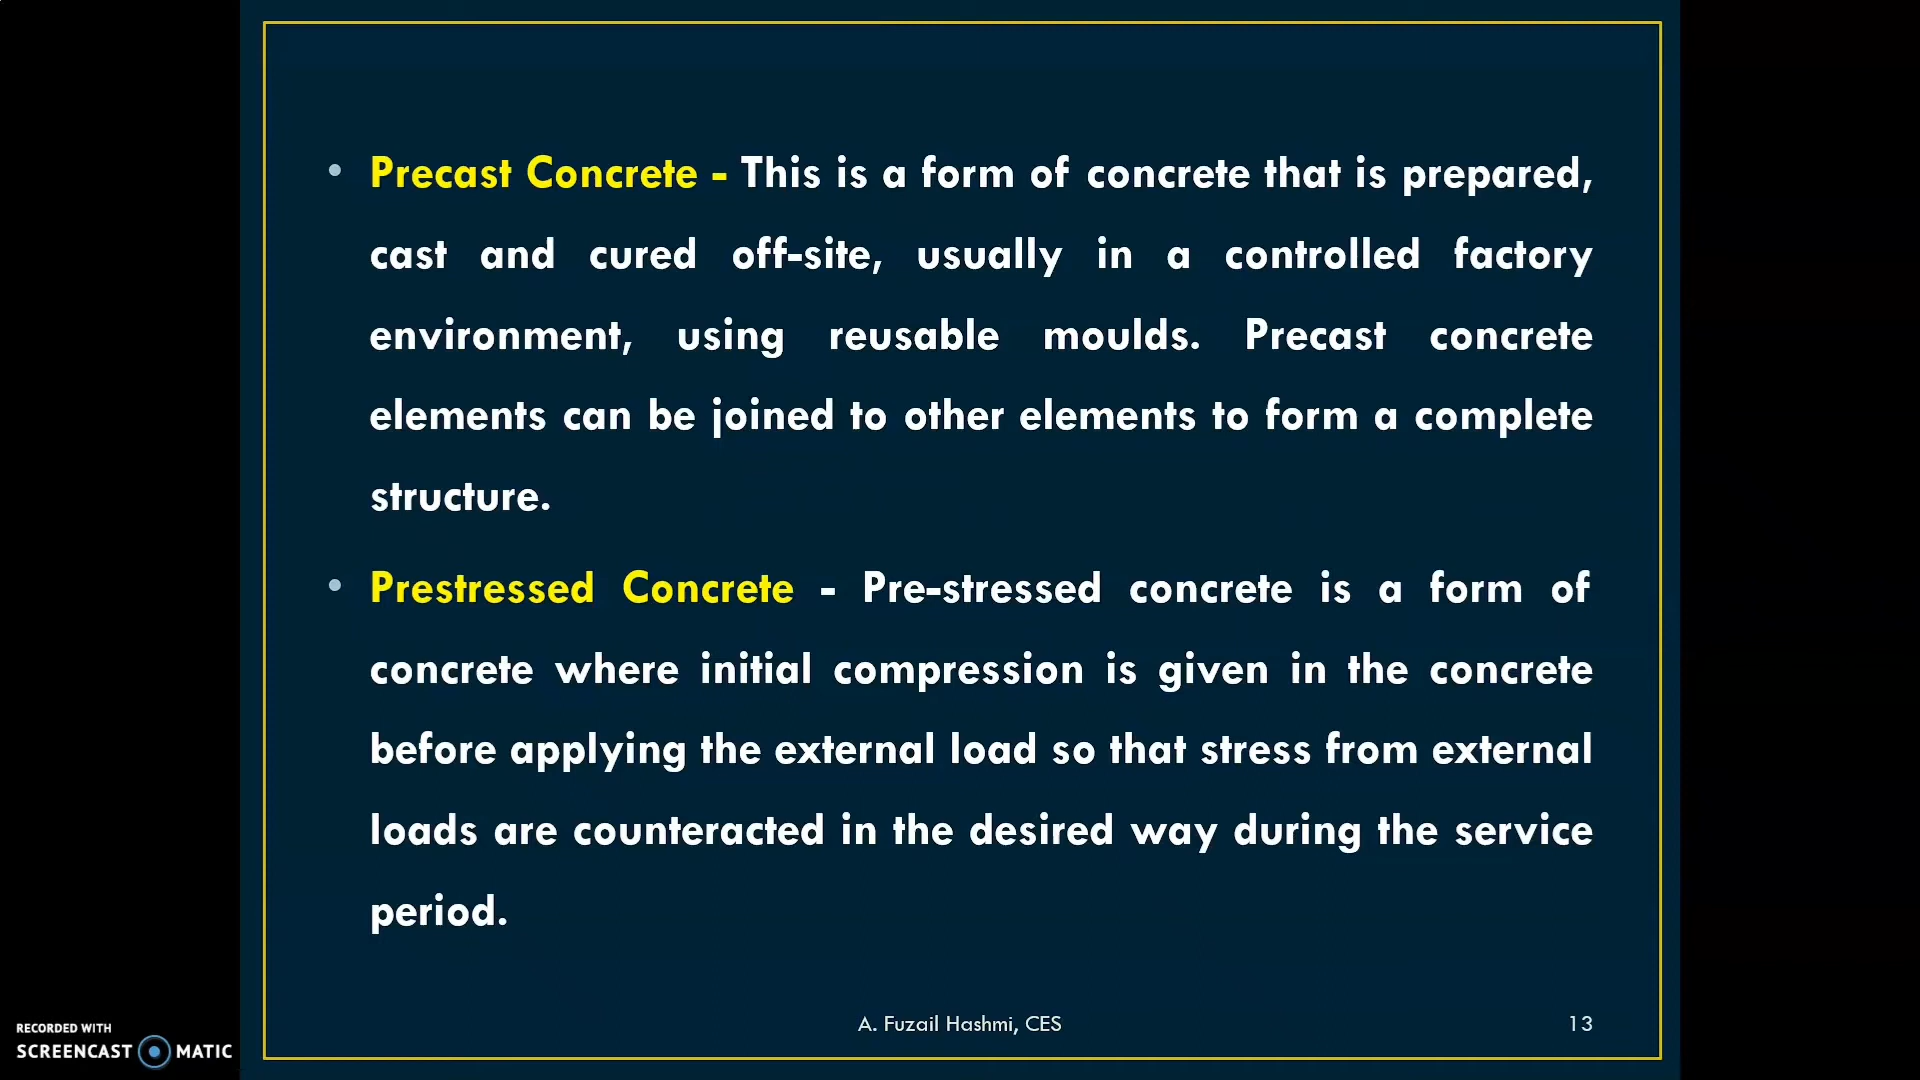 • Precast Concrete - This is a form of concrete that is prepared,
cast and cured off-site, usually in a controlled factory
environment, using reusable moulds. Precast concrete
elements can be joined to other elements to form a complete
structure.
• Prestressed Concrete - Pre-stressed concrete is a form of
concrete where initial compression is given in the concrete
before applying the external load so that stress from external
loads are counteracted in the desired way during the service
period.
A. Fuzail Hashmi, CES
13
RECORDED WITH
SCREENCAST MATIC